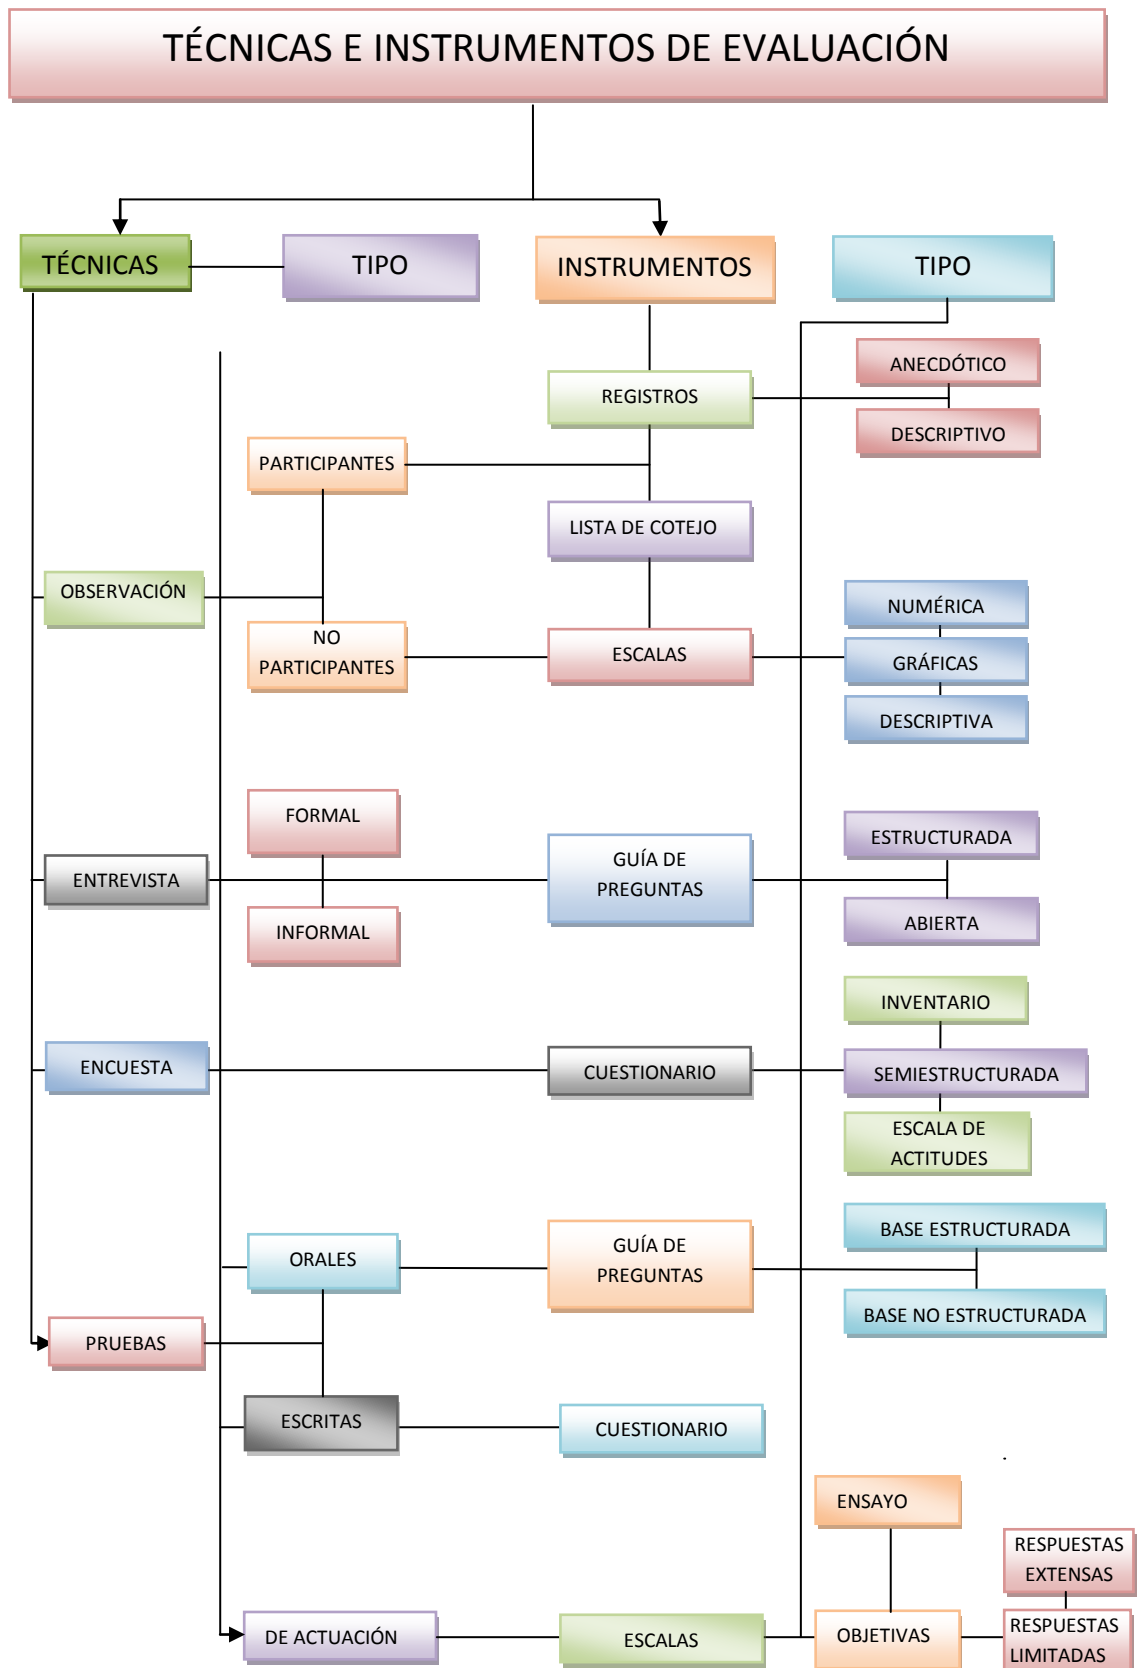 TÉCNICAS E INSTRUMENTOS DE EVALUACIÓN
TÉCNICAS
TIPO
INSTRUMENTOS
TIPO
ANECDÓTICO
REGISTROS
DESCRIPTIVO
PARTICIPANTES
LISTA DE COTEJO
OBSERVACIÓN
NUMÉRICA
NO
PARTICIPANTES
ESCALAS
GRÁFICAS
DESCRIPTIVA
FORMAL
ESTRUCTURADA
ENTREVISTA
GUÍA DE
PREGUNTAS
INFORMAL
ABIERTA
INVENTARIO
ENCUESTA
CUESTIONARIO
SEMIESTRUCTURADA
ESCALA DE
ACTITUDES
BASE ESTRUCTURADA
ORALES
GUÍA DE
PREGUNTAS
BASE NO ESTRUCTURADA
PRUEBAS
ESCRITAS
CUESTIONARIO
.
ENSAYO
RESPUESTAS
EXTENSAS
DE ACTUACIÓN
ESCALAS
OBJETIVAS
RESPUESTAS
LIMITADAS